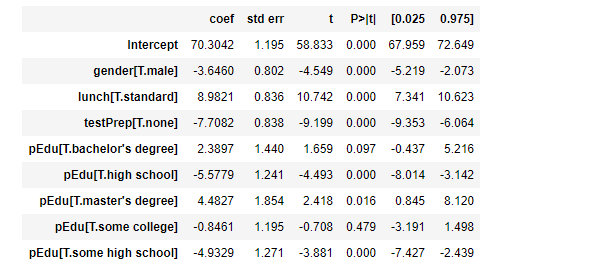 coef std err t P>|t| [0.025 0.975]
Intercept 70.3042 1.195 58.833 0.000 67.959 72.649
gender[T.male] -3.6460 0.802 -4.549 0.000 -5.219 -2.073
lunch[T.standard] 8.9821 0.836 10.742 0.000 7.341 10.623
testPrep[T.none] -7.7082 0.838 -9.199 0.000 -9.353 -6.064
pEdu[T.bachelor's degree] 2.3897 1.440 1.659 0.097 -0.437 5.216
pEdu[T.high school] -5.5779 1.241 -4.493 0.000 -8.014 -3.142
pEdu[T.master's degree] 4.4827 1.854 2.418 0.016 0.845 8.120
pEdu[T.some college] -0.8461 1.195 -0.708 0.479 -3.191 1.498
pEdu[T.some high school] -4.9329 1.271 -3.881 0.000 -7.427 -2.439